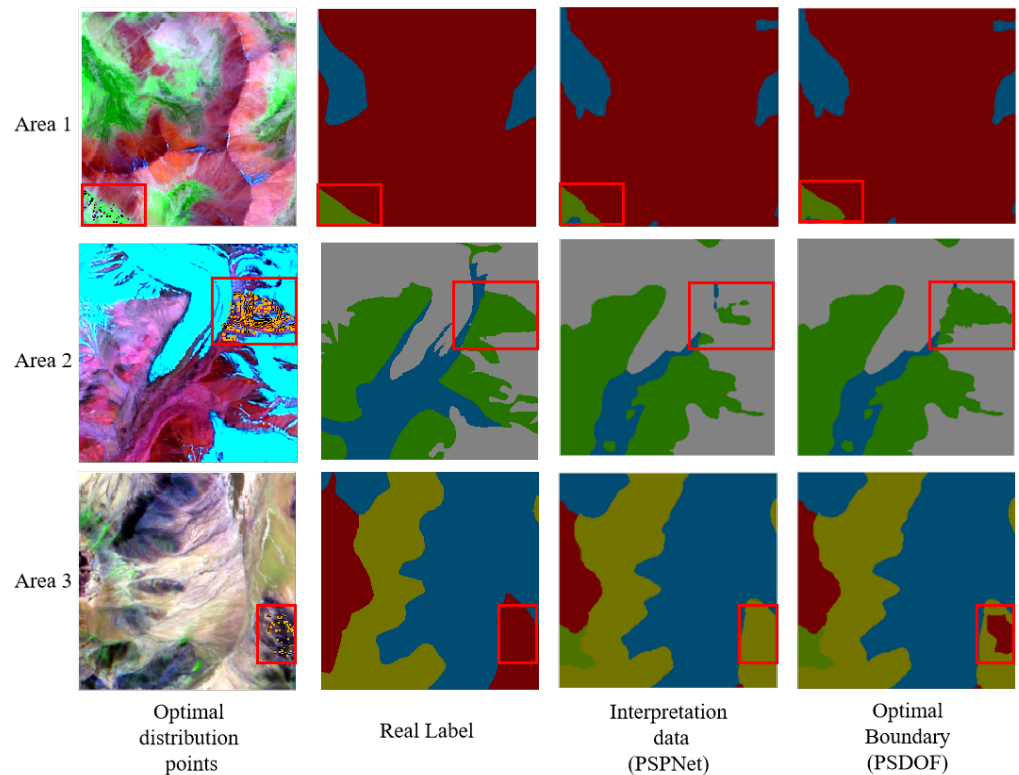 Area 1
Area 2
Area 3
Optimal
distribution
points
Real Label
Interpretation
data
(PSPNet)
Optimal
Boundary
(PSDOF)